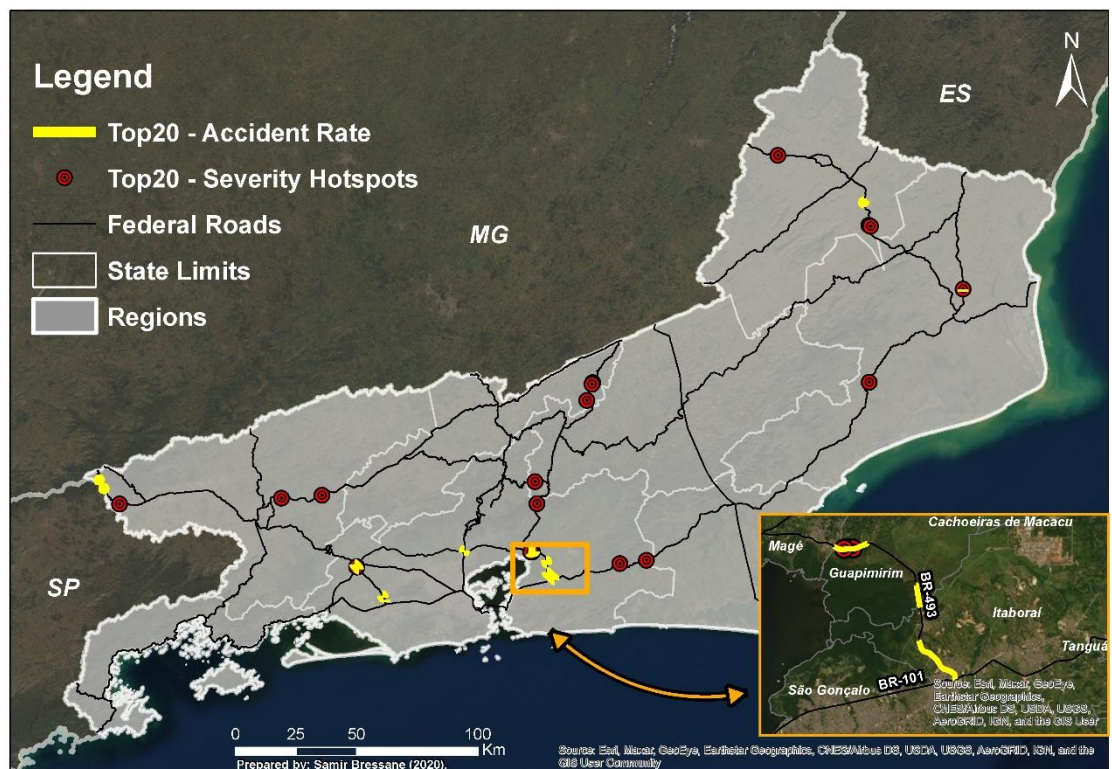 Legend
Top20 - Accident Rate
Top20 - Severity Hotspots
Federal Roads
State Limits
Regions
N
ES
MG
SP
Cachoeiras de Macacu
Magé
Guapimirim
BR-493
Itaboraí
Tanguá
BR-101
São Gonçalo
Source: Esri, Maxar, GeoEye,
Earthstar Geographics,
CNES/Airbus DS, USDA, USGS,
AeroGRID, IGN, and the GIS User
0 12.5 25 50 75 100
Km
Prepared by: Samir Bressane (2020).
Source: Esri, Maxar, GeoEye, Earthstar Geographics, CNES/Airbus DS, USDA, USGS, AeroGRID, IGN, and the
GIS User Community